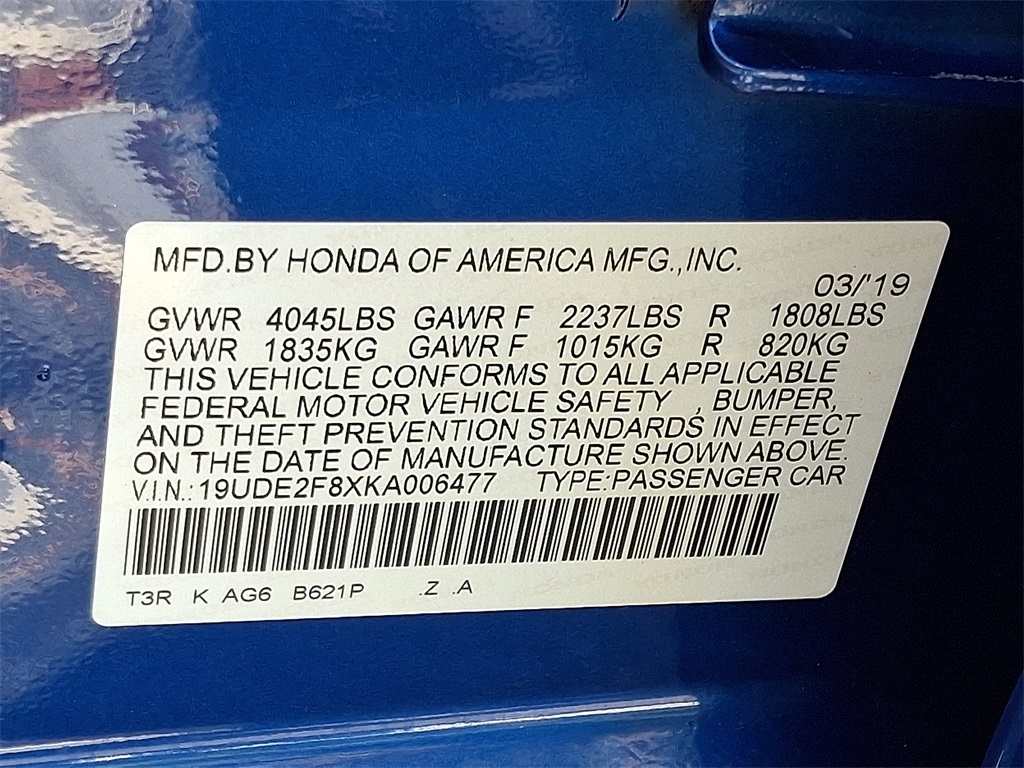 MFD.BY HONDA OF AMERICA MFG.,INC.
03/'19
GVWR 4045LBS GAWR F 2237LBS R 1808LBS
GVWR 1835KG GAWR F 1015KG R 820KG
THIS VEHICLE CONFORMS TO ALL APPLICABLE
FEDERAL MOTOR VEHICLE SAFETY , BUMPER,
AND THEFT PREVENTION STANDARDS IN EFFECT
ON THE DATE OF MANUFACTURE SHOWN ABOVE.
V.I.N.:19UDE2F8XKA006477 TYPE:PASSENGER CAR
T3R K AG6 B621P .Z .A